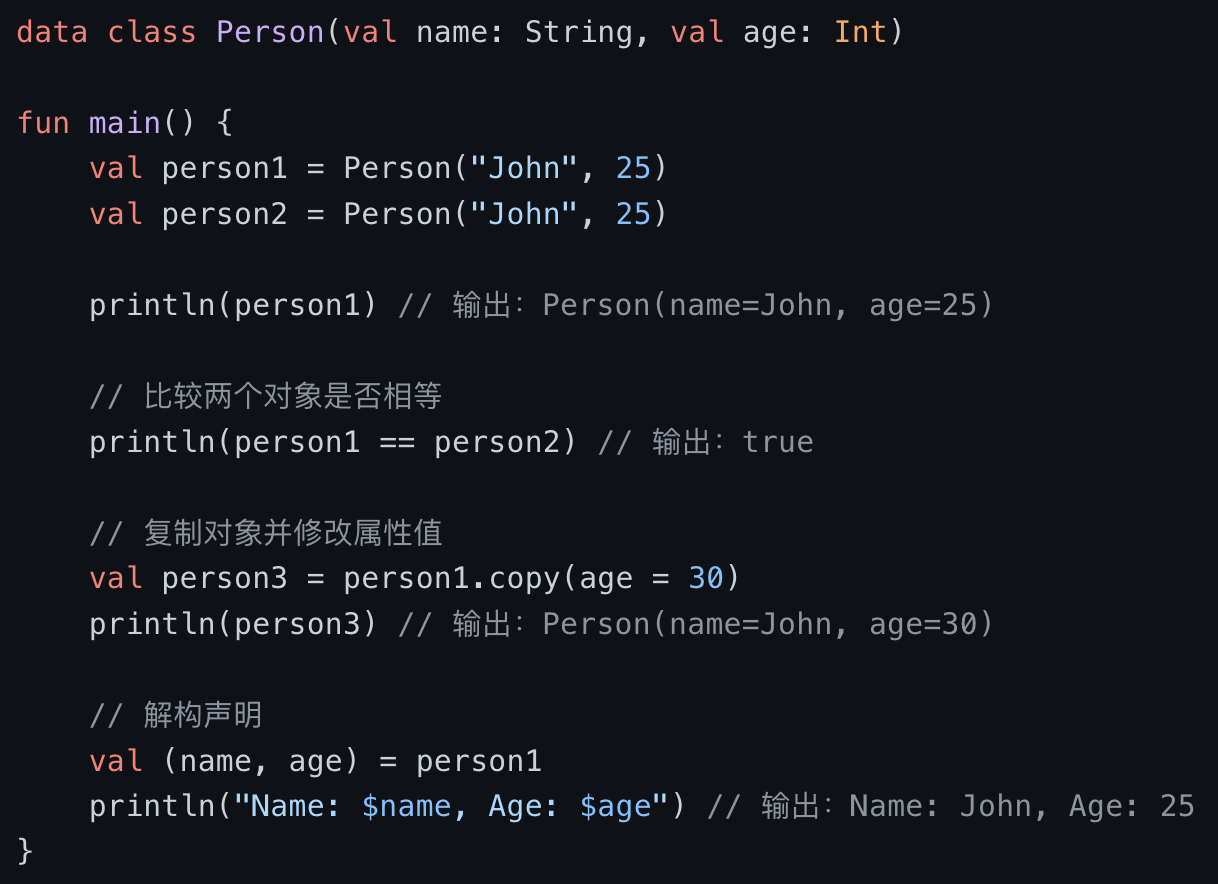 data class Person(val name: String, val age: Int)
fun main() {
    val person1 = Person("John", 25)
    val person2 = Person("John", 25)
    println(person1) // 输出：Person(name=John, age=25)
    // 比较两个对象是否相等
    println(person1 == person2) // 输出：true
    // 复制对象并修改属性值
    val person3 = person1.copy(age = 30)
    println(person3) // 输出：Person(name=John, age=30)
    // 解构声明
    val (name, age) = person1
    println("Name: $name, Age: $age") // 输出：Name: John, Age: 25
}